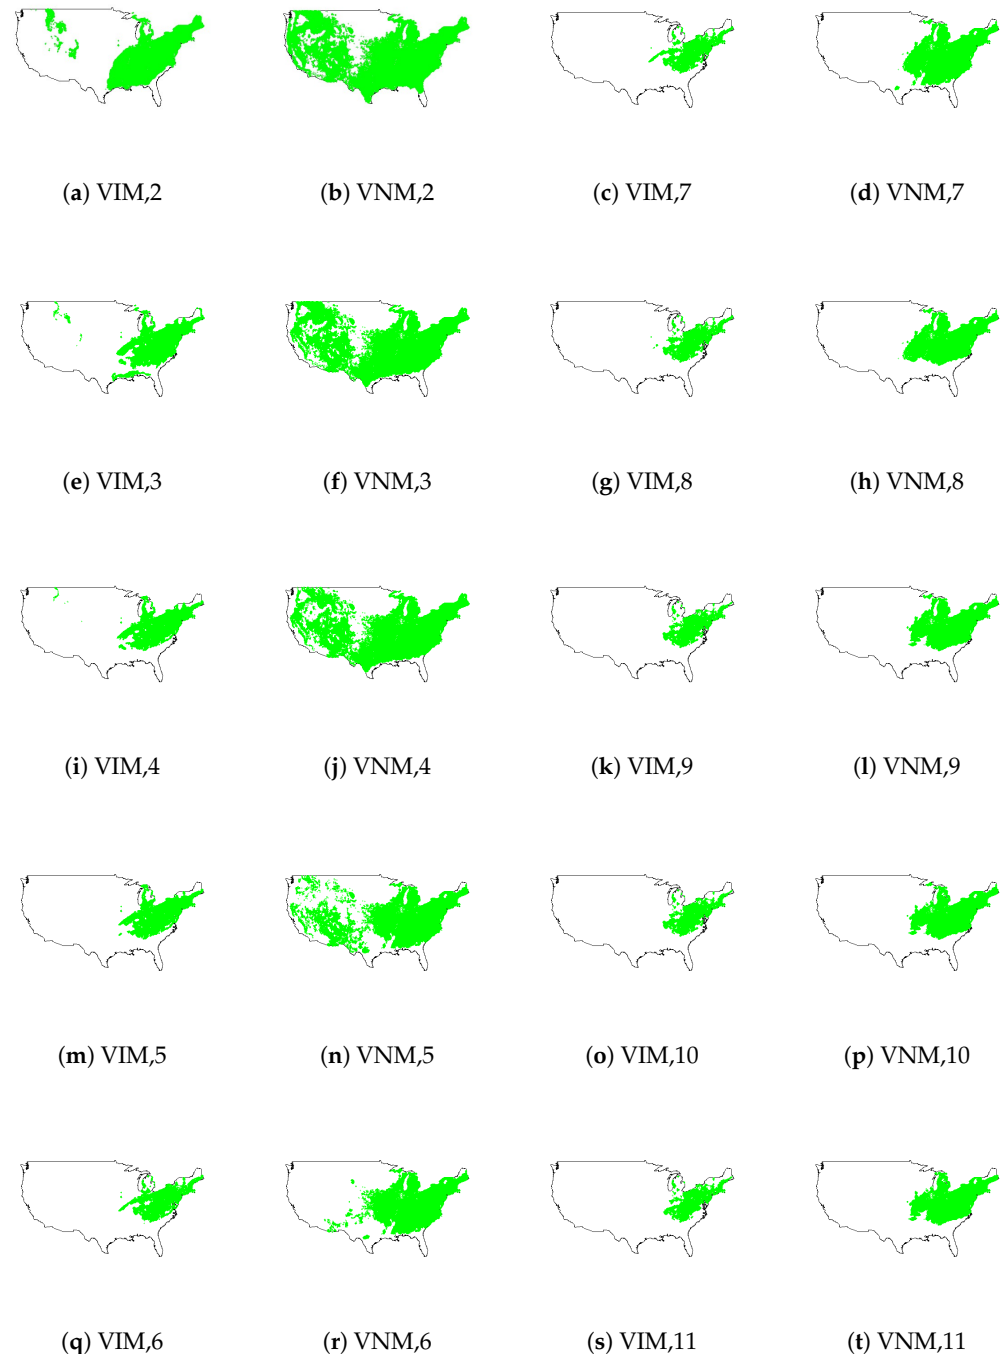 (a) VIM,2
(b) VNM,2
(c) VIM,7
(d) VNM,7
(e) VIM,3
(f) VNM,3
(g) VIM,8
(h) VNM,8
(i) VIM,4
(j) VNM,4
(k) VIM,9
(l) VNM,9
(m) VIM,5
(n) VNM,5
(o) VIM,10
(p) VNM,10
(q) VIM,6
(r) VNM,6
(s) VIM,11
(t) VNM,11